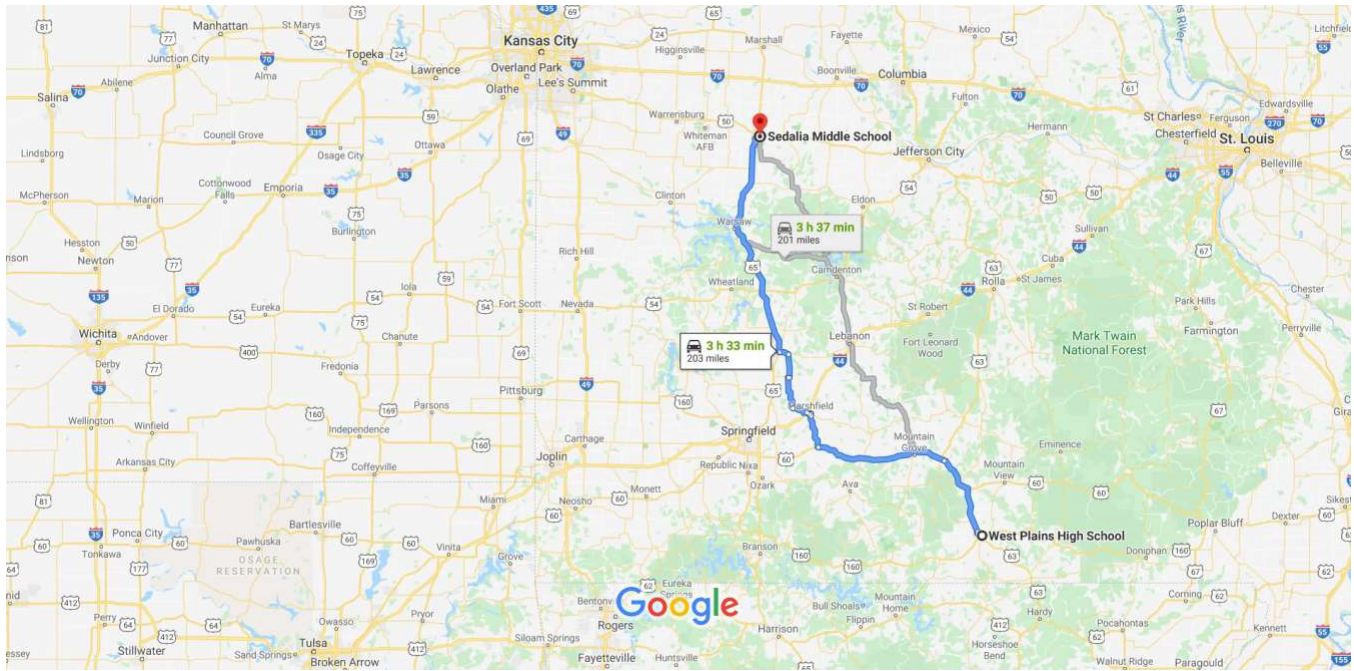 Manhattan
St. Marys
Kansas City
Marshall
Fayette
Mexico
Litchfield
Junction City
Topeka
Higginsville
Alma
Lawrence
Overland Park
Lee's Summit
Boonville
Columbia
Abilene
Olathe
Fulton
Salina
Warrensburg
St Charles
Ferguson
Edwardsville
Council Grove
Whiteman
AFB
Sedalia Middle School
Hermann
Chesterfield
St. Louis
Lindsborg
Osage City
Ottawa
Jefferson City
Belleville
McPherson
Marion
Cottonwood
Falls
Emporia
Clinton
Eldon
Burlington
Warsaw
3 h 37 min
201 miles
Sullivan
Hesston
Newton
Rich Hill
Camdenton
Cuba
Rolla
St James
Iola
Wheatland
El Dorado
Eureka
Fort Scott
Nevada
St Robert
Park Hills
Chester
Wichita
Andover
Chanute
3 h 33 min
203 miles
Lebanon
Fort Leonard
Wood
Mark Twain
National Forest
Farmington
Perryville
Derby
Fredonia
Pittsburg
Wellington
Winfield
Parsons
Independence
Marshfield
Springfield
Carthage
Mountain
Grove
Eminence
Arkansas City
Coffeyville
Joplin
Republic
Nixa
Ozark
Ava
Mountain
View
Miami
Neosho
Monett
Ponca City
Bartlesville
West Plains High School
Poplar Bluff
Dexter
Tonkawa
Pawhuska
OSAGE
RESERVATION
Vinita
Grove
Branson
Doniphan
Google
Eureka
Springs
Corning
Perry
Owasso
Pryor
Rogers
Bull Shoals
Flippin
Mountain
Home
Hardy
Pocahontas
Kennett
Harrison
Stillwater
Sand Springs
Tulsa
Broken Arrow
Siloam Springs
Fayetteville
Huntsville
Horseshoe
Bend
Walnut Ridge
Paragould